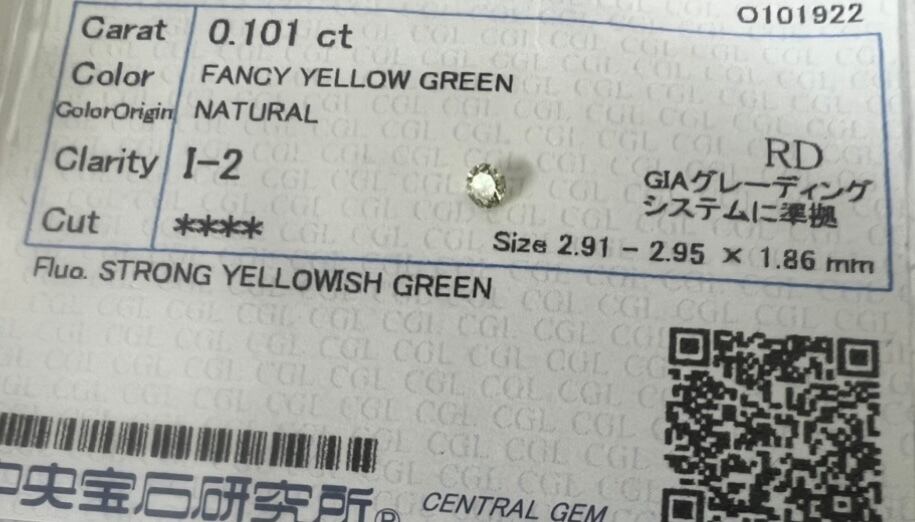 O101922
Carat 0.101 ct
Color FANCY YELLOW GREEN
ColorOrigin NATURAL
Clarity I-2
RD
GIAグレーディング
システムに準拠
Cut ****
Size 2.91 - 2.95 × 1.86 mm
Fluo. STRONG YELLOWISH GREEN
中央宝石研究所® CENTRAL GEM